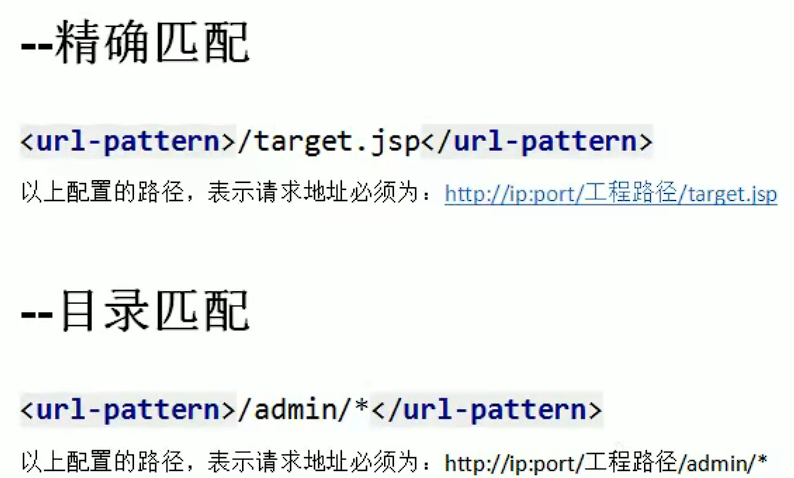 --精确匹配
<url-pattern>/target.jsp</url-pattern>
以上配置的路径，表示请求地址必须为：http://ip:port/工程路径/target.jsp
--目录匹配
<url-pattern>/admin/*</url-pattern>
以上配置的路径，表示请求地址必须为：http://ip:port/工程路径/admin/*